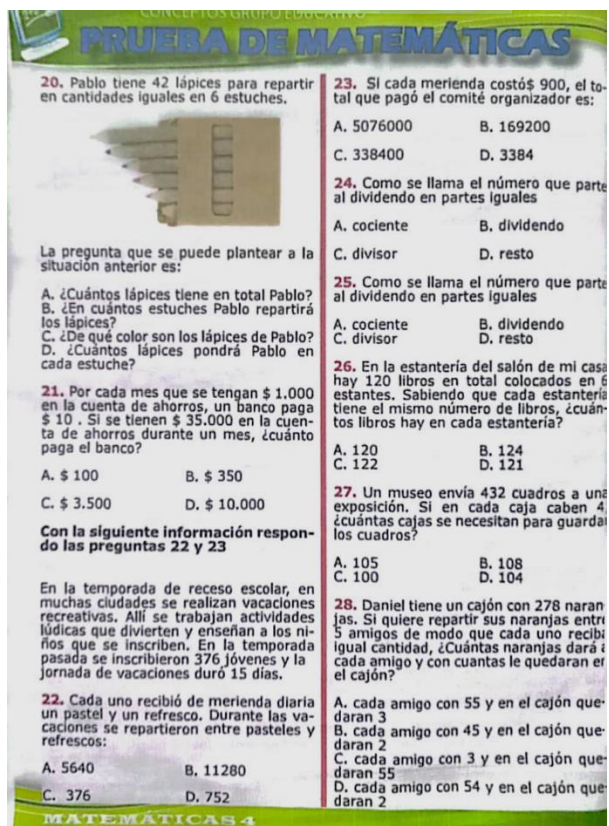 CONCEPTOS GRUPO EDUCATIVO
PRUEBA DE MATEMÁTICAS
20. Pablo tiene 42 lápices para repartir
en cantidades iguales en 6 estuches.
La pregunta que se puede plantear a la
situación anterior es:
A. ¿Cuántos lápices tiene en total Pablo?
B. ¿En cuántos estuches Pablo repartirá
los lápices?
C. ¿De qué color son los lápices de Pablo?
D. ¿Cuántos lápices pondrá Pablo en
cada estuche?
21. Por cada mes que se tengan $ 1.000
en la cuenta de ahorros, un banco paga
$ 10 . Si se tienen $ 35.000 en la cuen-
ta de ahorros durante un mes, ¿cuánto
paga el banco?
A. $ 100 B. $ 350
C. $ 3.500 D. $ 10.000
Con la siguiente información respon-
do las preguntas 22 y 23
En la temporada de receso escolar, en
muchas ciudades se realizan vacaciones
recreativas. Allí se trabajan actividades
lúdicas que divierten y enseñan a los ni-
ños que se inscriben. En la temporada
pasada se inscribieron 376 jóvenes y la
jornada de vacaciones duró 15 días.
22. Cada uno recibió de merienda diaria
un pastel y un refresco. Durante las va-
caciones se repartieron entre pasteles y
refrescos:
A. 5640 B. 11280
C. 376 D. 752
23. Si cada merienda costó$ 900, el to-
tal que pagó el comité organizador es:
A. 5076000 B. 169200
C. 338400 D. 3384
24. Como se llama el número que parte
al dividendo en partes iguales
A. cociente B. dividendo
C. divisor D. resto
25. Como se llama el número que parte
al dividendo en partes iguales
A. cociente B. dividendo
C. divisor D. resto
26. En la estantería del salón de mi casa
hay 120 libros en total colocados en
estantes. Sabiendo que cada estantería
tiene el mismo número de libros, ¿cuán-
tos libros hay en cada estantería?
A. 120 B. 124
C. 122 D. 121
27. Un museo envía 432 cuadros a una
exposición. Si en cada caja caben 4
¿cuántas cajas se necesitan para guardar
los cuadros?
A. 105 B. 108
C. 100 D. 104
28. Daniel tiene un cajón con 278 naran
jas. Si quiere repartir sus naranjas entre
5 amigos de modo que cada uno reciba
igual cantidad, ¿Cuántas naranjas dará a
cada amigo y con cuantas le quedaran en
el cajón?
A. cada amigo con 55 y en el cajón que-
daran 3
B. cada amigo con 45 y en el cajón que-
daran 2
C. cada amigo con 3 y en el cajón que-
daran 55
D. cada amigo con 54 y en el cajón que-
daran 2
MATEMÁTICAS 4